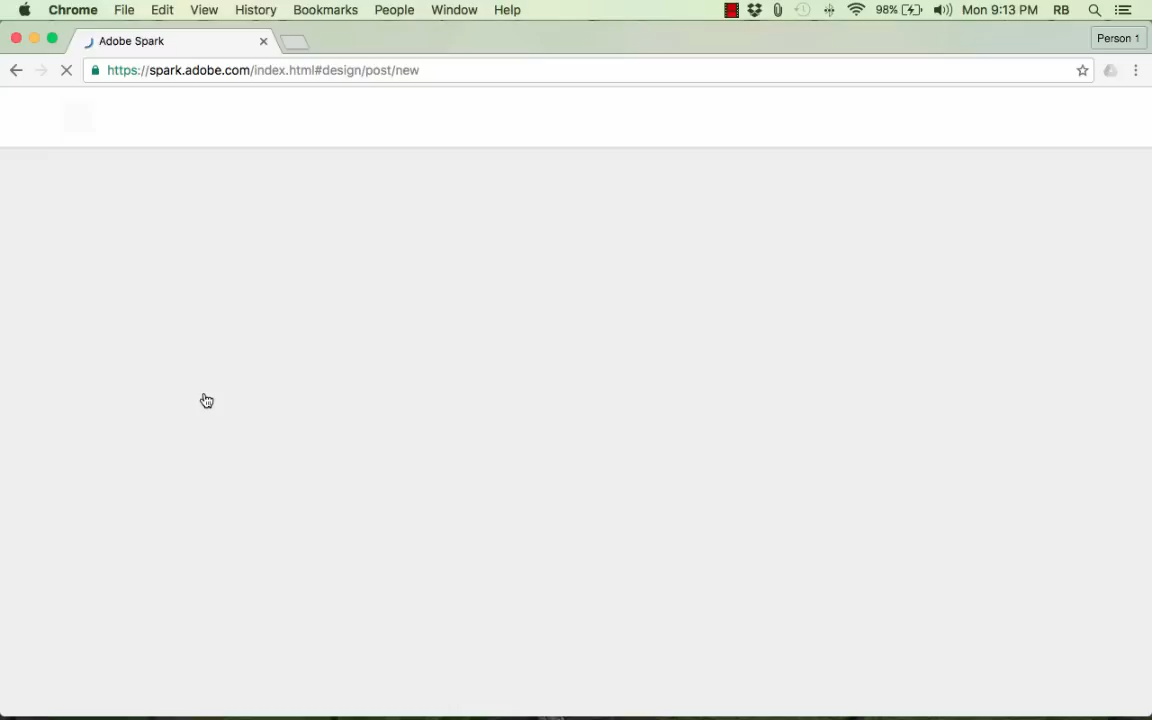 Chrome File Edit View History Bookmarks People Window Help 98% Mon 9:13 PM RB
Adobe Spark Person 1
https://spark.adobe.com/index.html#design/post/new